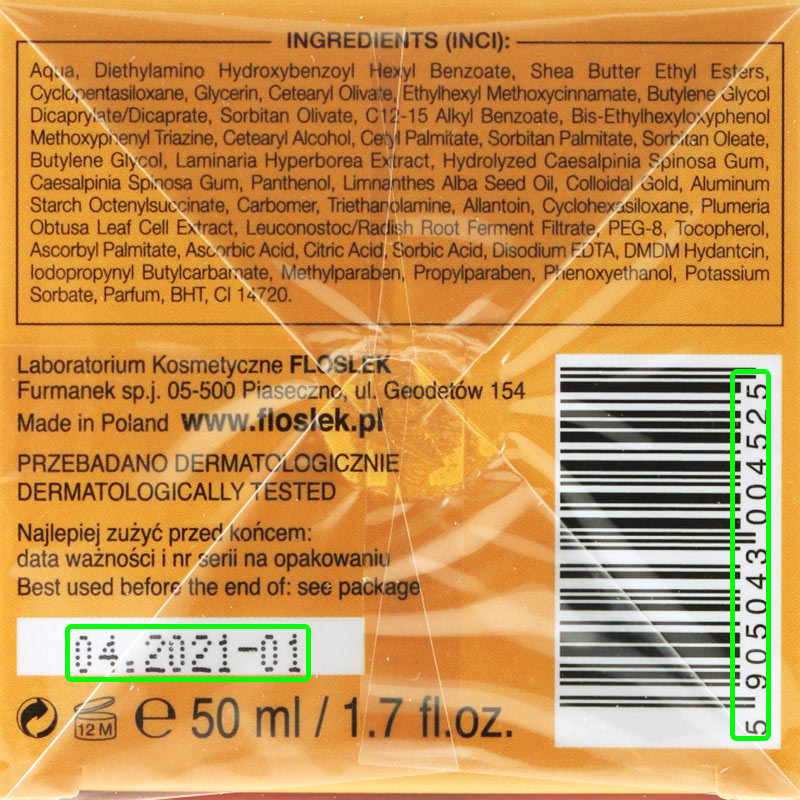 INGREDIENTS (INCI):
Aqua, Diethylamino Hydroxybenzoyl Hexyl Benzoate, Shea Butter Ethyl Esters,
Cyclopentasiloxane, Glycerin, Cetearyl Olivate, Ethylhexyl Methoxycinnamate, Butylene Glycol
Dicaprylate/Dicaprate, Sorbitan Olivate, C12-15 Alkyl Benzoate, Bis-Ethylhexyloxyphenol
Methoxyphenyl Triazine, Cetearyl Alcohol, Cetyl Palmitate, Sorbitan Palmitate, Sorbitan Oleate,
Butylene Glycol, Laminaria Hyperborea Extract, Hydrolyzed Caesalpinia Spinosa Gum,
Caesalpinia Spinosa Gum, Panthenol, Limnanthes Alba Seed Oil, Colloidal Gold, Aluminum
Starch Octenylsuccinate, Carbomer, Triethanolamine, Allantoin, Cyclohexasiloxane, Plumeria
Obtusa Leaf Cell Extract, Leuconostoc/Radish Root Ferment Filtrate, PEG-8, Tocopherol,
Ascorbyl Palmitate, Ascorbic Acid, Citric Acid, Sorbic Acid, Disodium EDTA, DMDM Hydantcin,
Iodopropynyl Butylcarbamate, Methylparaben, Propylparaben, Phenoxyethanol, Potassium
Sorbate, Parfum, BHT, CI 14720.
Laboratorium Kosmetyczne FLOSLEK
Furmanek sp.j. 05-500 Piaseczno, ul. Geodetów 154
Made in Poland www.floslek.pl
PRZEBADANO DERMATOLOGICZNIE
DERMATOLOGICALLY TESTED
Najlepiej zużyć przed końcem:
data ważności i nr serii na opakowaniu
Best used before the end of: see package
04.2021-01
12 M e 50 ml / 1.7 fl.oz.
5 905043 004525